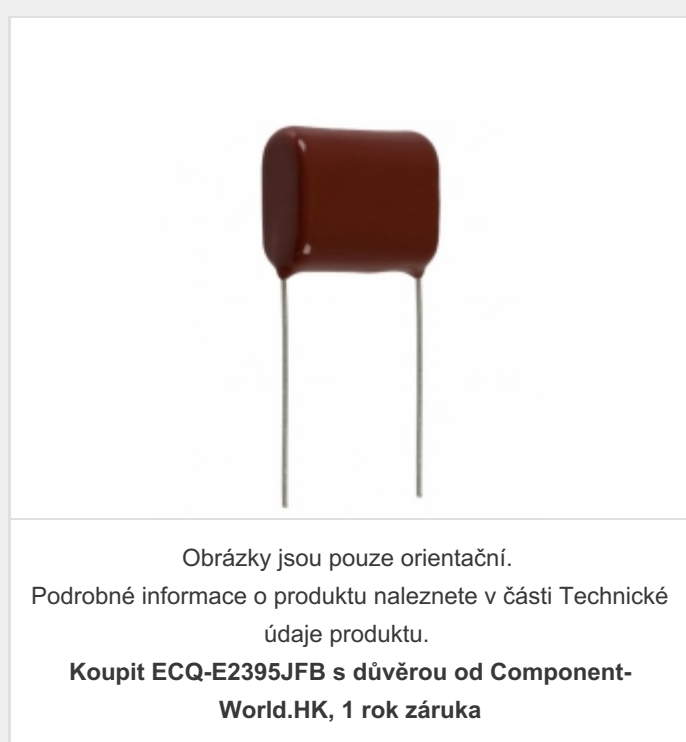 Obrázky jsou pouze orientační.
Podrobné informace o produktu naleznete v části Technické
údaje produktu.
Koupit ECQ-E2395JFB s důvěrou od Component-
World.HK, 1 rok záruka